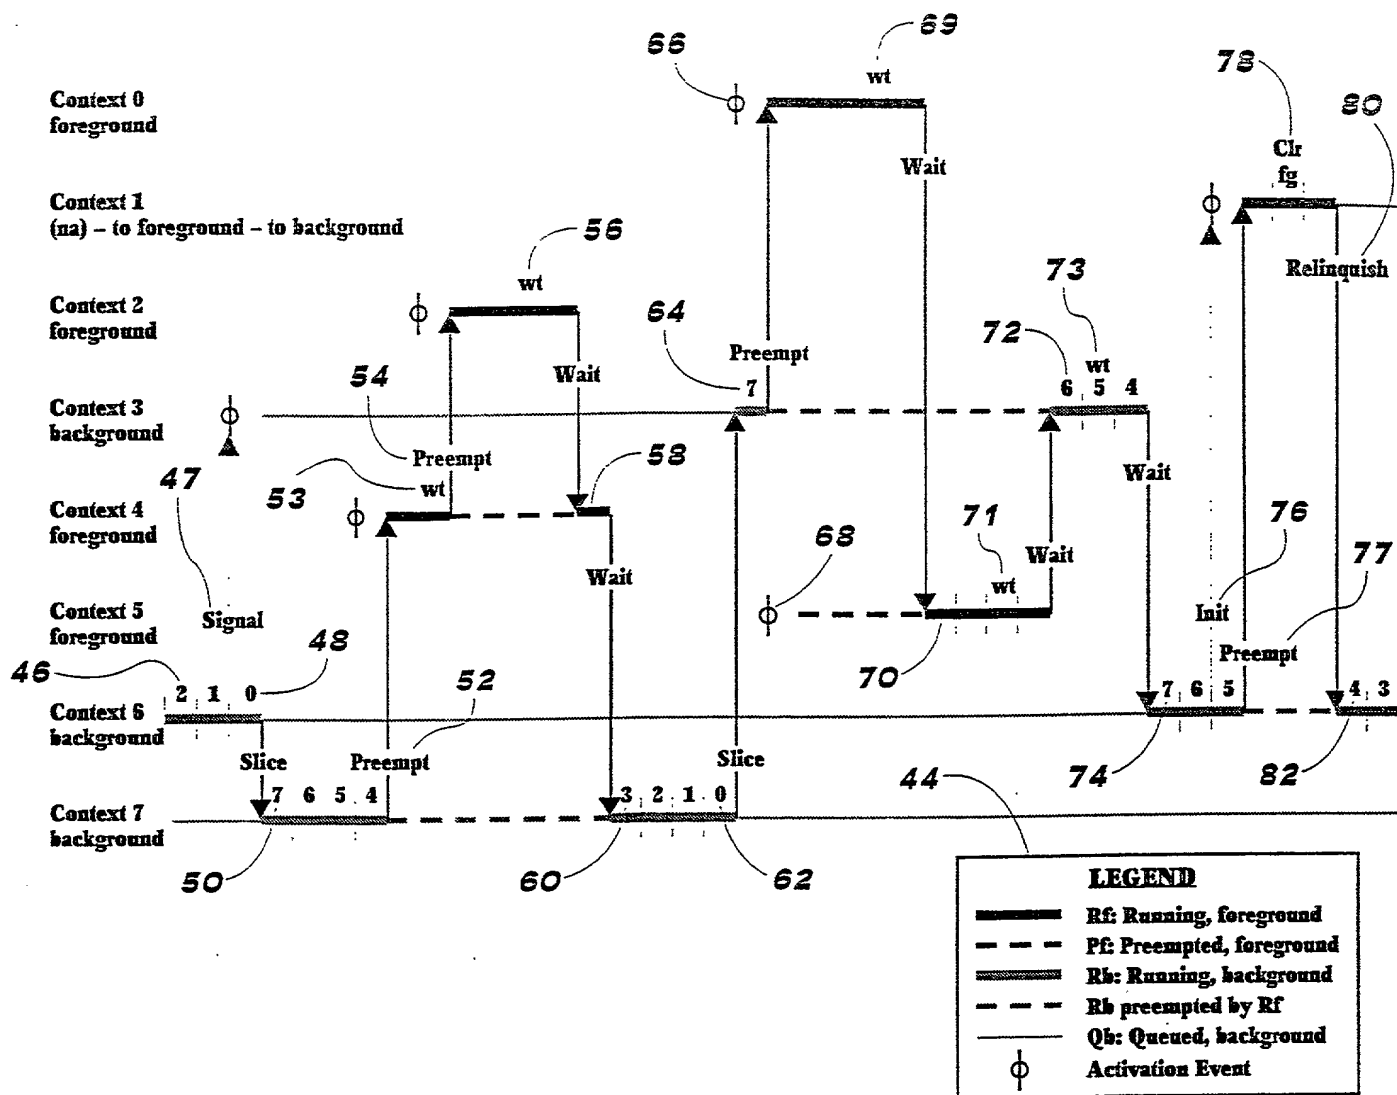 69
66
wt
78
80
Context 0
foreground
Wait
Clr
fg
Context 1
(na) – to foreground – to background
56
wt
73
Relinquish
Context 2
foreground
64
72
wt
Preempt
54
Wait
7
6 5 4
Context 3
background
47
Preempt
58
Wait
53
wt
Context 4
foreground
71
76
68
77
Wait
Wait
wt
Context 5
foreground
Signal
Init
46
48
52
70
Preempt
2 1 0
7 6 5
4 3
Context 6
background
Slice
Preempt
Slice
74
44
82
7 6 5 4
3 2 1 0
Context 7
background
50
60
62
LEGEND
Rf: Running, foreground
Pf: Preempted, foreground
Rb: Running, background
Rb preempted by Rf
Qb: Queued, background
Activation Event